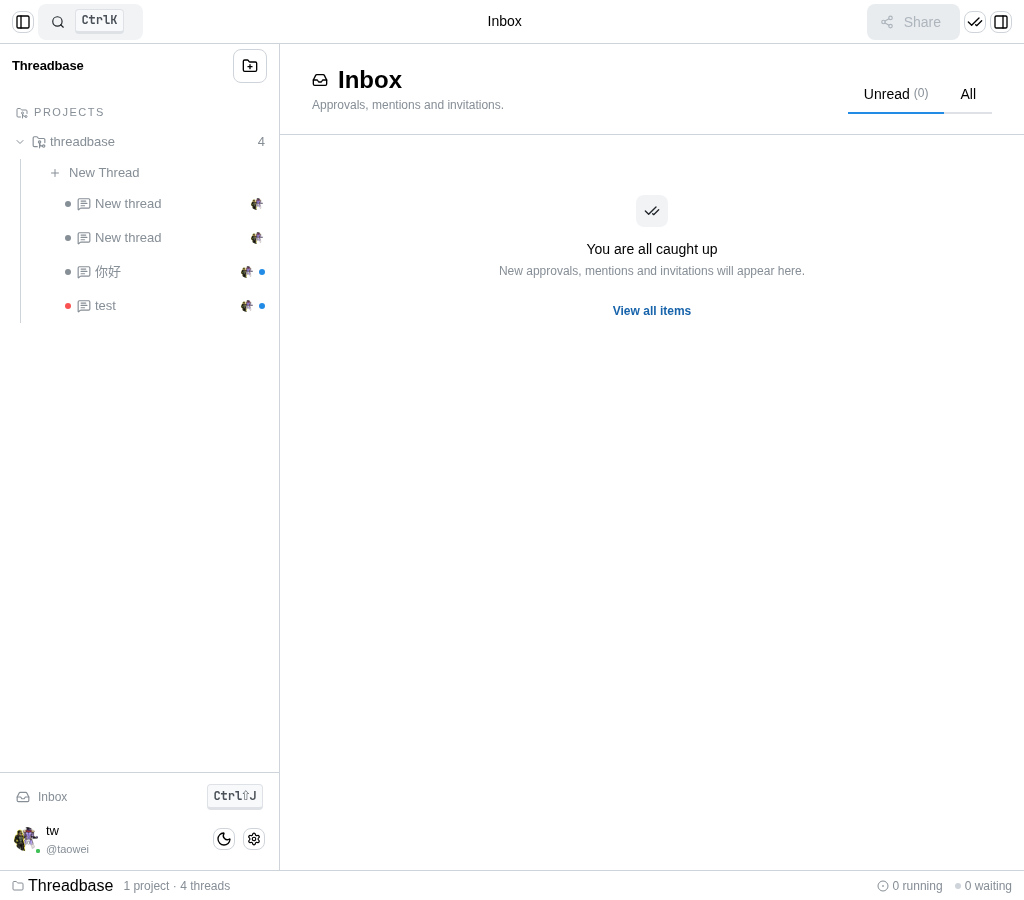 CtrlK
Inbox
Share
Threadbase
PROJECTS
threadbase 4
New Thread
New thread
New thread
你好
test
Inbox
Approvals, mentions and invitations.
Unread (0)
All
You are all caught up
New approvals, mentions and invitations will appear here.
View all items
Inbox
Ctrl⇧J
tw
@taowei
Threadbase 1 project · 4 threads
0 running
0 waiting